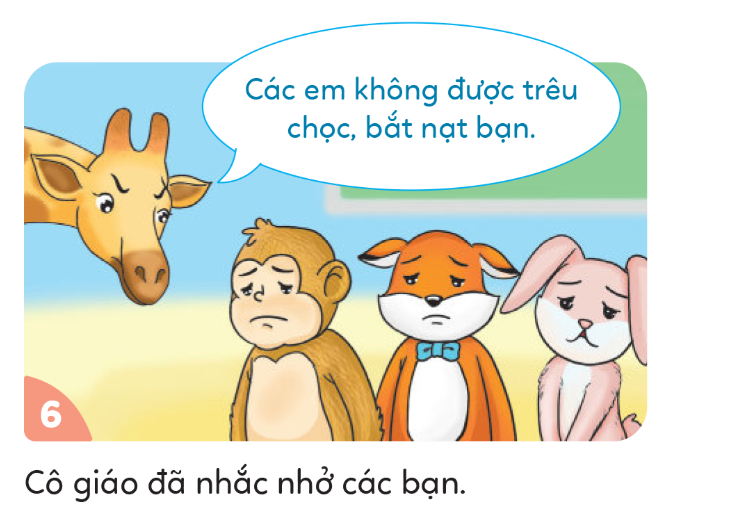 Các em không được trêu
chọc, bắt nạt bạn.
6
Cô giáo đã nhắc nhở các bạn.